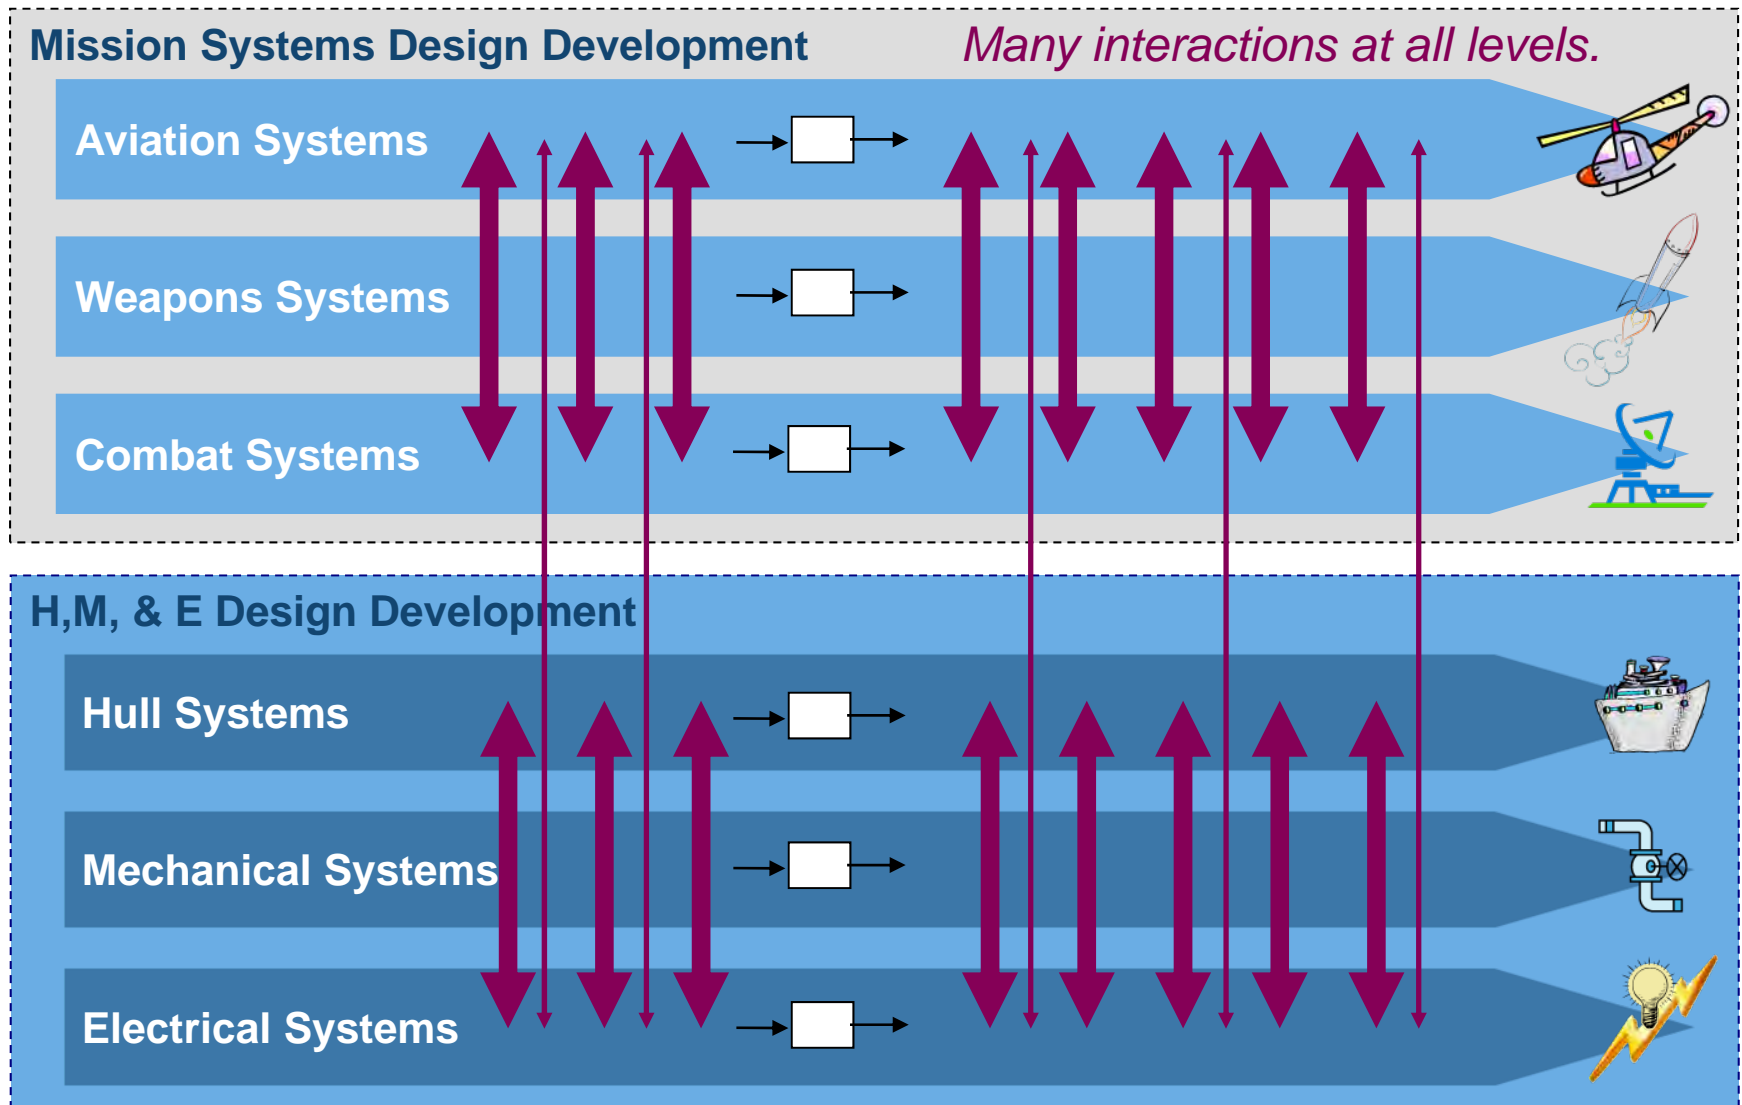 Mission Systems Design Development
Many interactions at all levels.
Aviation Systems
Weapons Systems
Combat Systems
H,M, & E Design Development
Hull Systems
Mechanical Systems
Electrical Systems